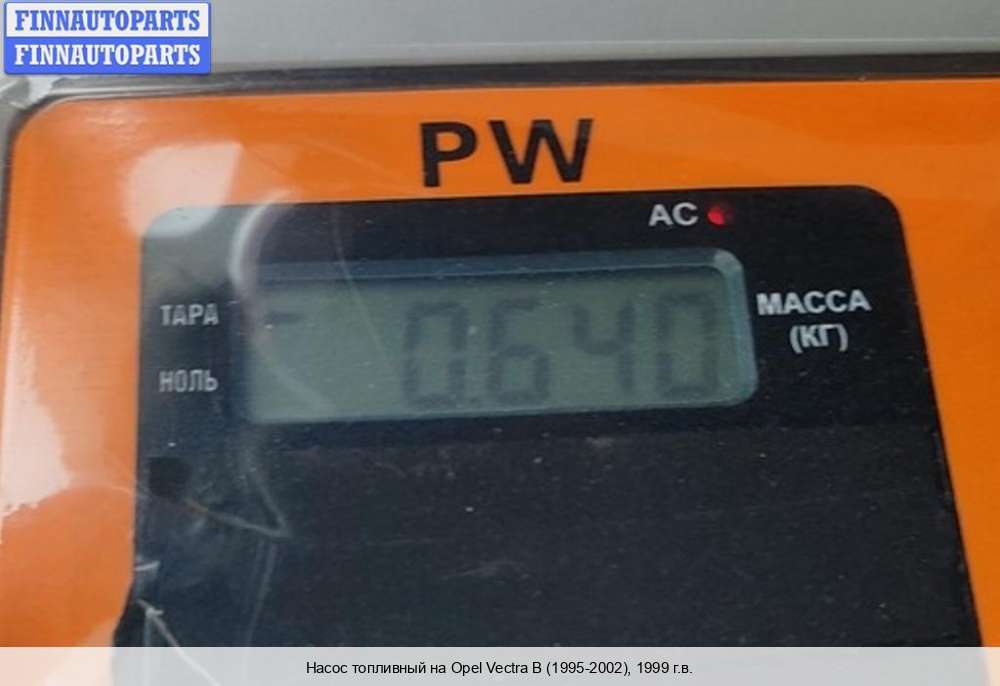 FINNAUTOPARTS
FINNAUTOPARTS
PW
AC
ТАРА
0.640
МАССА
(КГ)
НОЛЬ
Насос топливный на Opel Vectra B (1995-2002), 1999 г.в.